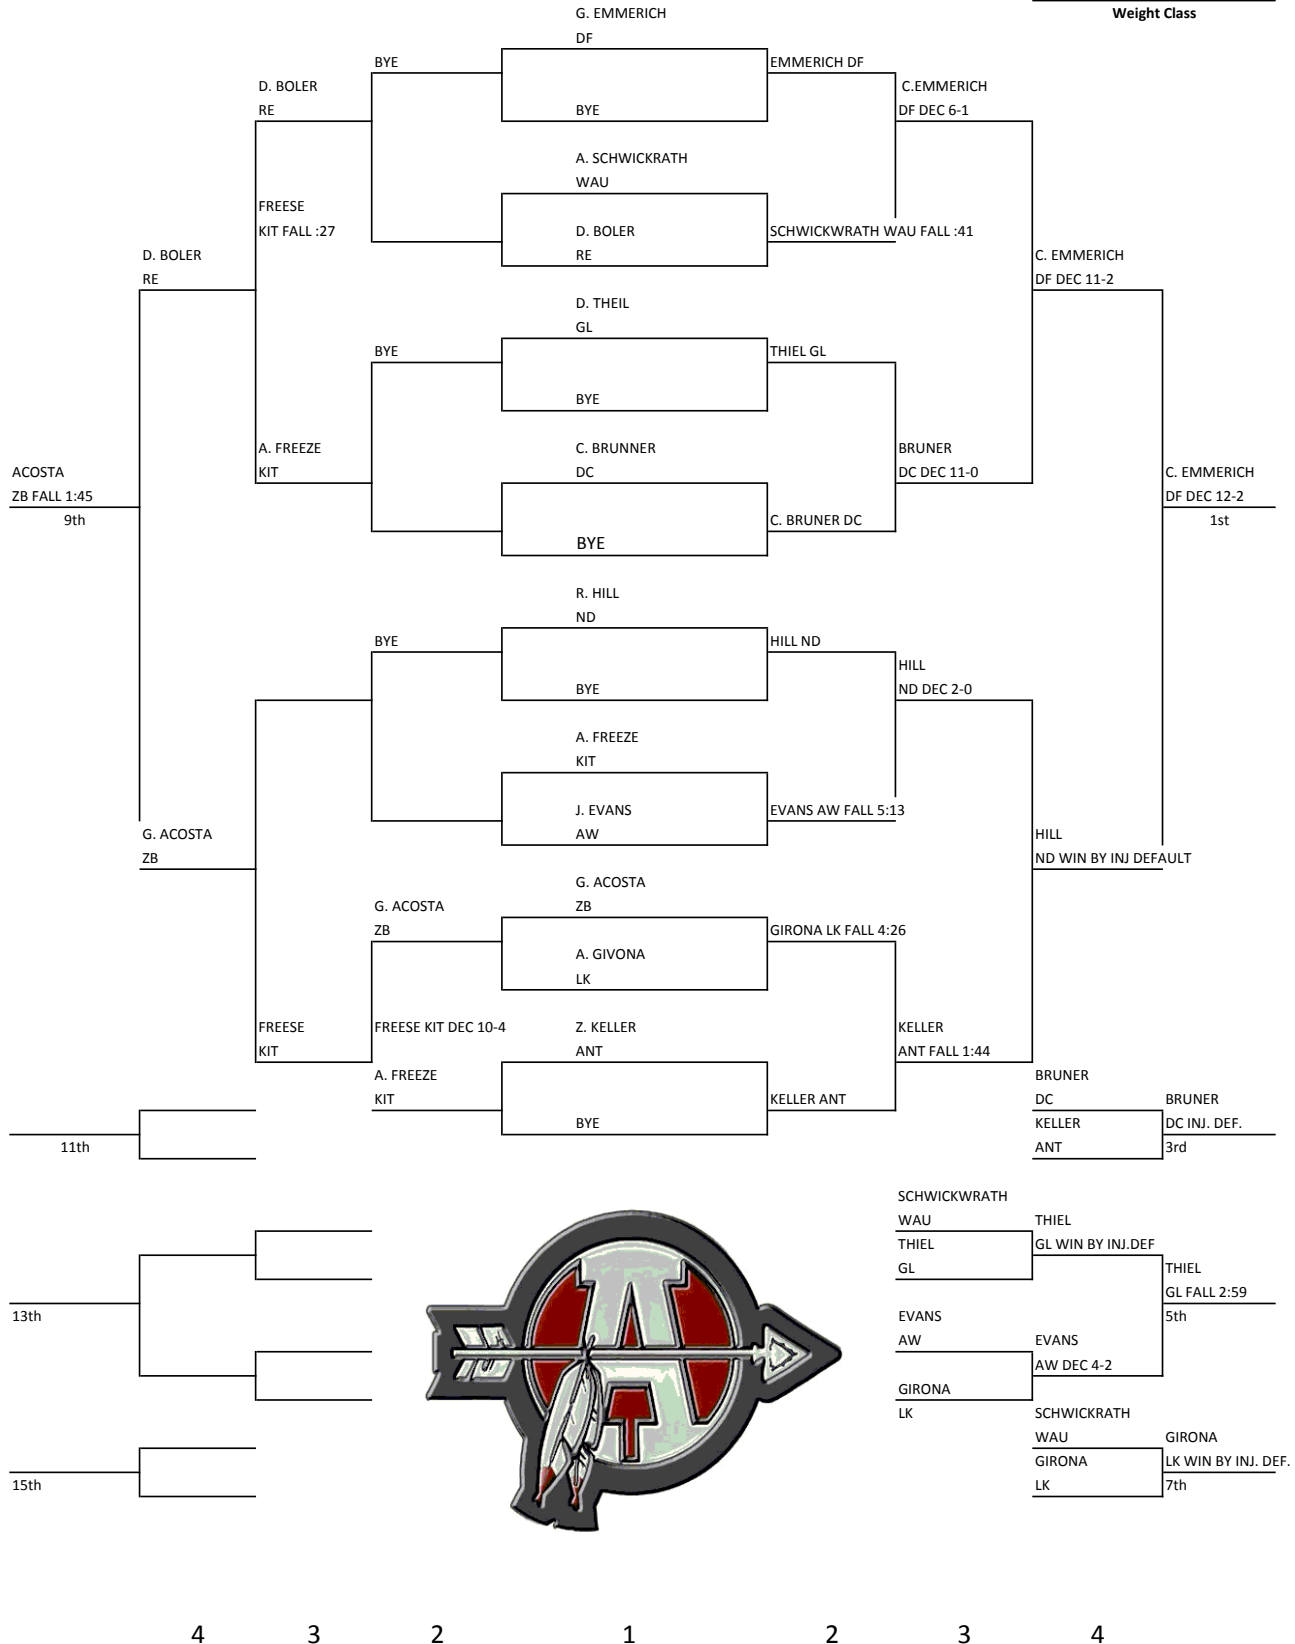 Weight Class
G. EMMERICH
DF
BYE
EMMERICH DF
D. BOLER
C.EMMERICH
RE
BYE
DF DEC 6-1
A. SCHWICKRATH
WAU
FREESE
KIT FALL :27
D. BOLER
SCHWICKWRATH WAU FALL :41
D. BOLER
RE
C. EMMERICH
RE
DF DEC 11-2
D. THEIL
GL
BYE
THIEL GL
BYE
A. FREEZE
C. BRUNNER
BRUNER
ACOSTA
KIT
DC
DC DEC 11-0
C. EMMERICH
ZB FALL 1:45
DF DEC 12-2
9th
C. BRUNER DC
1st
BYE
R. HILL
ND
BYE
HILL ND
HILL
BYE
ND DEC 2-0
A. FREEZE
KIT
J. EVANS
EVANS AW FALL 5:13
G. ACOSTA
AW
HILL
ZB
ND WIN BY INJ DEFAULT
G. ACOSTA
G. ACOSTA
ZB
ZB
GIRONA LK FALL 4:26
A. GIVONA
LK
FREESE
FREESE KIT DEC 10-4
Z. KELLER
KELLER
KIT
ANT
ANT FALL 1:44
A. FREEZE
BRUNER
KIT
KELLER ANT
DC
BRUNER
BYE
KELLER
DC INJ. DEF.
11th
ANT
3rd
SCHWICKWRATH
WAU
THIEL
THIEL
GL WIN BY INJ.DEF
GL
THIEL
GL FALL 2:59
13th
EVANS
5th
AW
EVANS
AW DEC 4-2
GIRONA
LK
SCHWICKRATH
WAU
GIRONA
GIRONA
LK WIN BY INJ. DEF.
15th
LK
7th
A
4 3 2 1 2 3 4